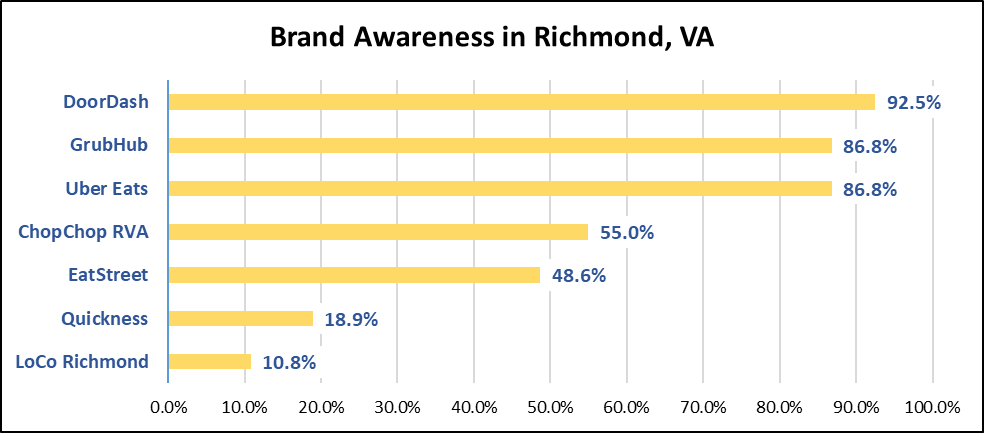 Brand Awareness in Richmond, VA
DoorDash 92.5%
GrubHub 86.8%
Uber Eats 86.8%
ChopChop RVA 55.0%
EatStreet 48.6%
Quickness 18.9%
LoCo Richmond 10.8%
0.0% 10.0% 20.0% 30.0% 40.0% 50.0% 60.0% 70.0% 80.0% 90.0% 100.0%